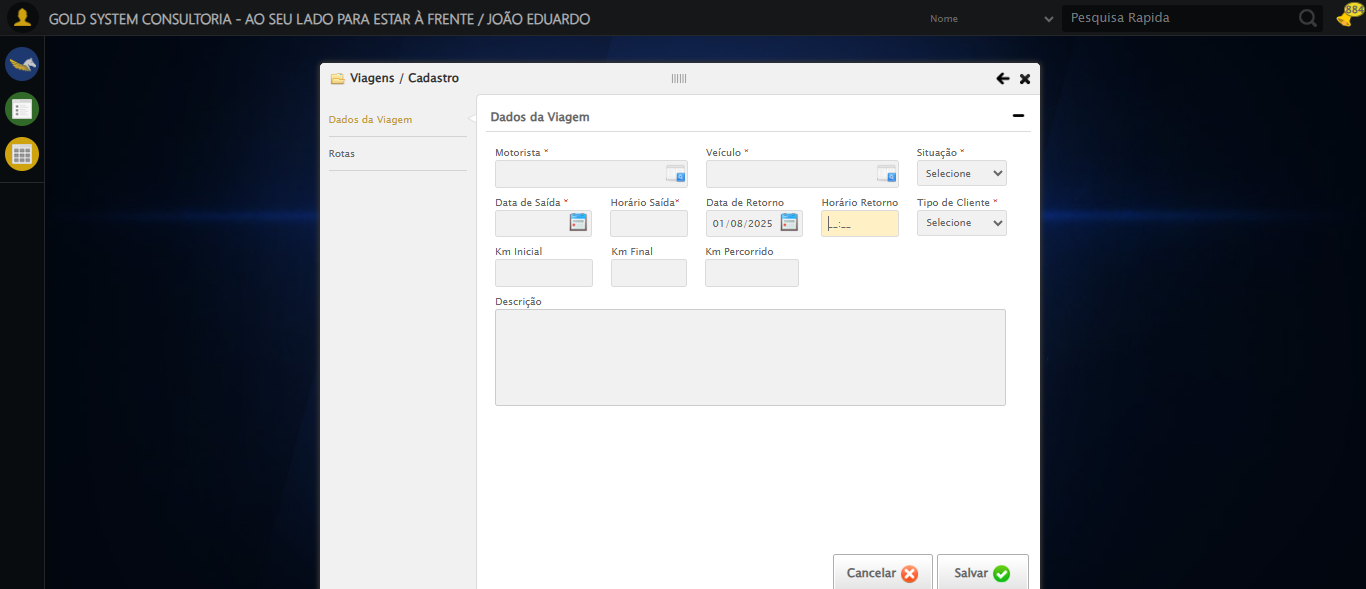 GOLD SYSTEM CONSULTORIA - AO SEU LADO PARA ESTAR À FRENTE / JOÃO EDUARDO
Nome
Pesquisa Rapida
884
Viagens / Cadastro
Dados da Viagem
Rotas
Dados da Viagem
Motorista * Veículo * Situação *
Selecione
Data de Saída * Horário Saída* Data de Retorno Horário Retorno Tipo de Cliente *
01/08/2025 __:__ Selecione
Km Inicial Km Final Km Percorrido
Descrição
Cancelar Salvar